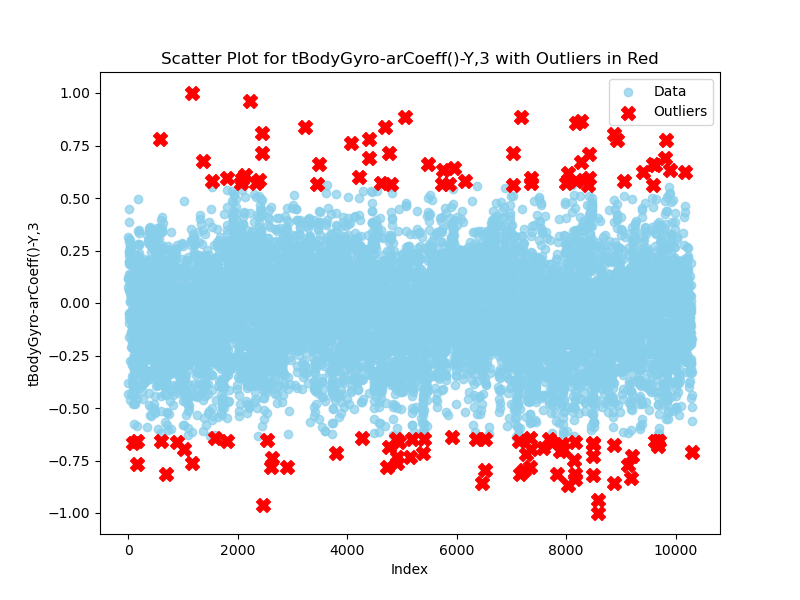 Scatter Plot for tBodyGyro-arCoeff()-Y,3 with Outliers in Red
Data
Outliers
1.00
0.75
0.50
0.25
0.00
−0.25
−0.50
−0.75
−1.00
tBodyGyro-arCoeff()-Y,3
0 2000 4000 6000 8000 10000
Index